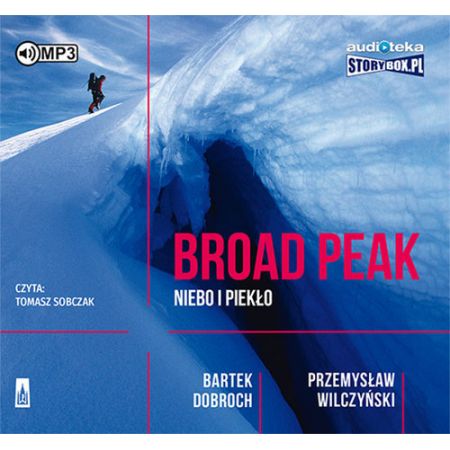 MP3
audioteka
STORYBOX.PL
BROAD PEAK
NIEBO I PIEKŁO
CZYTA:
TOMASZ SOBCZAK
BARTEK
DOBROCH
PRZEMYSŁAW
WILCZYŃSKI